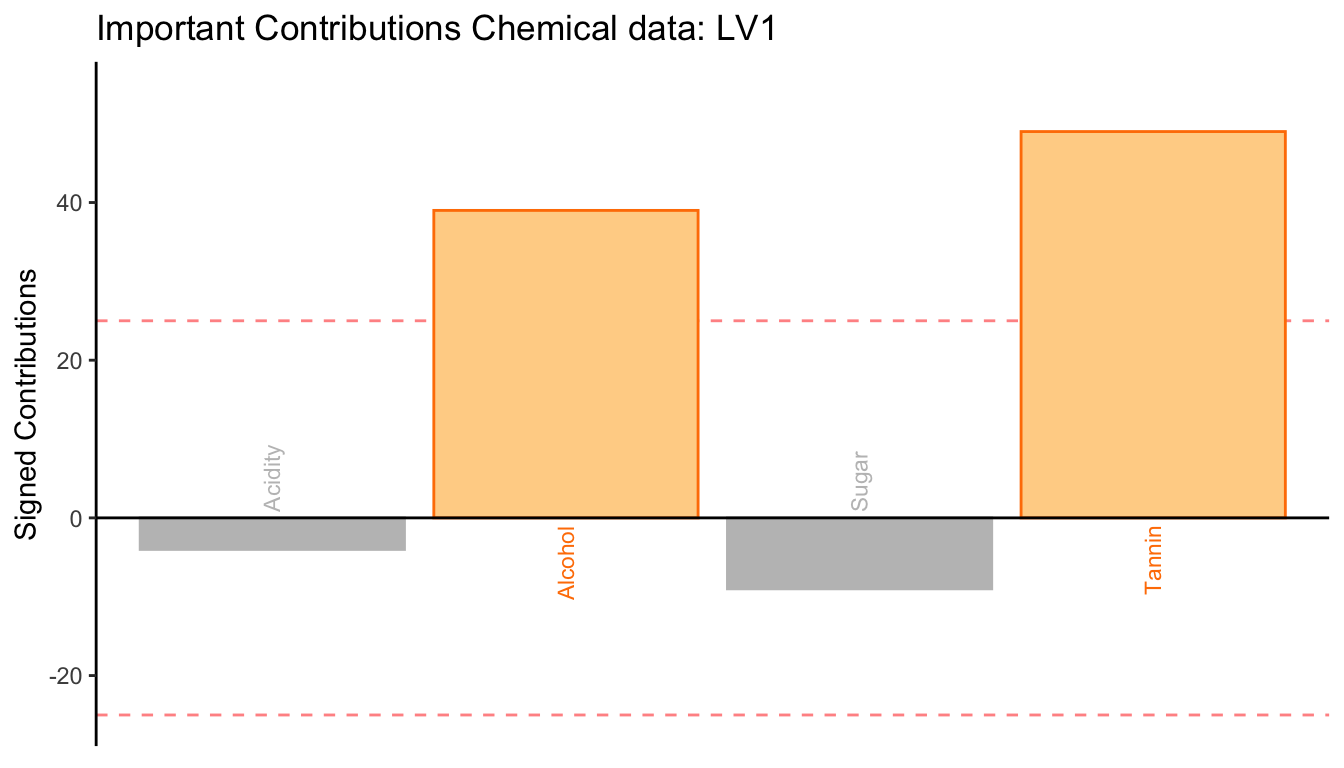 Important Contributions Chemical data: LV1
Signed Contributions
40
20
0
-20
Acidity
Alcohol
Sugar
Tannin